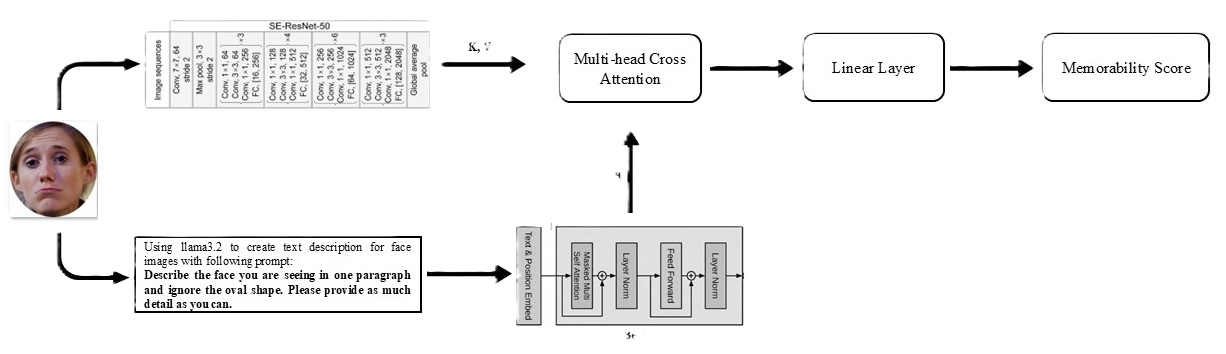 SE-ResNet-50
Image sequences
Conv, 7×7, 64
stride 2
Max pool, 3×3
stride 2
Conv, 1×1, 64
Conv, 3×3, 64
Conv, 1×1, 256
FC, [16, 256]
×3
Conv, 1×1, 128
Conv, 3×3, 128
Conv, 1×1, 512
FC, [32, 512]
×4
Conv, 1×1, 256
Conv, 3×3, 256
Conv, 1×1, 1024
FC, [64, 1024]
×6
Conv, 1×1, 512
Conv, 3×3, 512
Conv, 1×1, 2048
FC, [128, 2048]
×3
Global average
pool
K, V
Multi-head Cross
Attention
Linear Layer
Memorability Score
Using llama3.2 to create text description for face
images with following prompt:
Describe the face you are seeing in one paragraph
and ignore the oval shape. Please provide as much
detail as you can.
Text & Position Embed
Masked Multi
Self Attention
Layer Norm
Feed Forward
Layer Norm